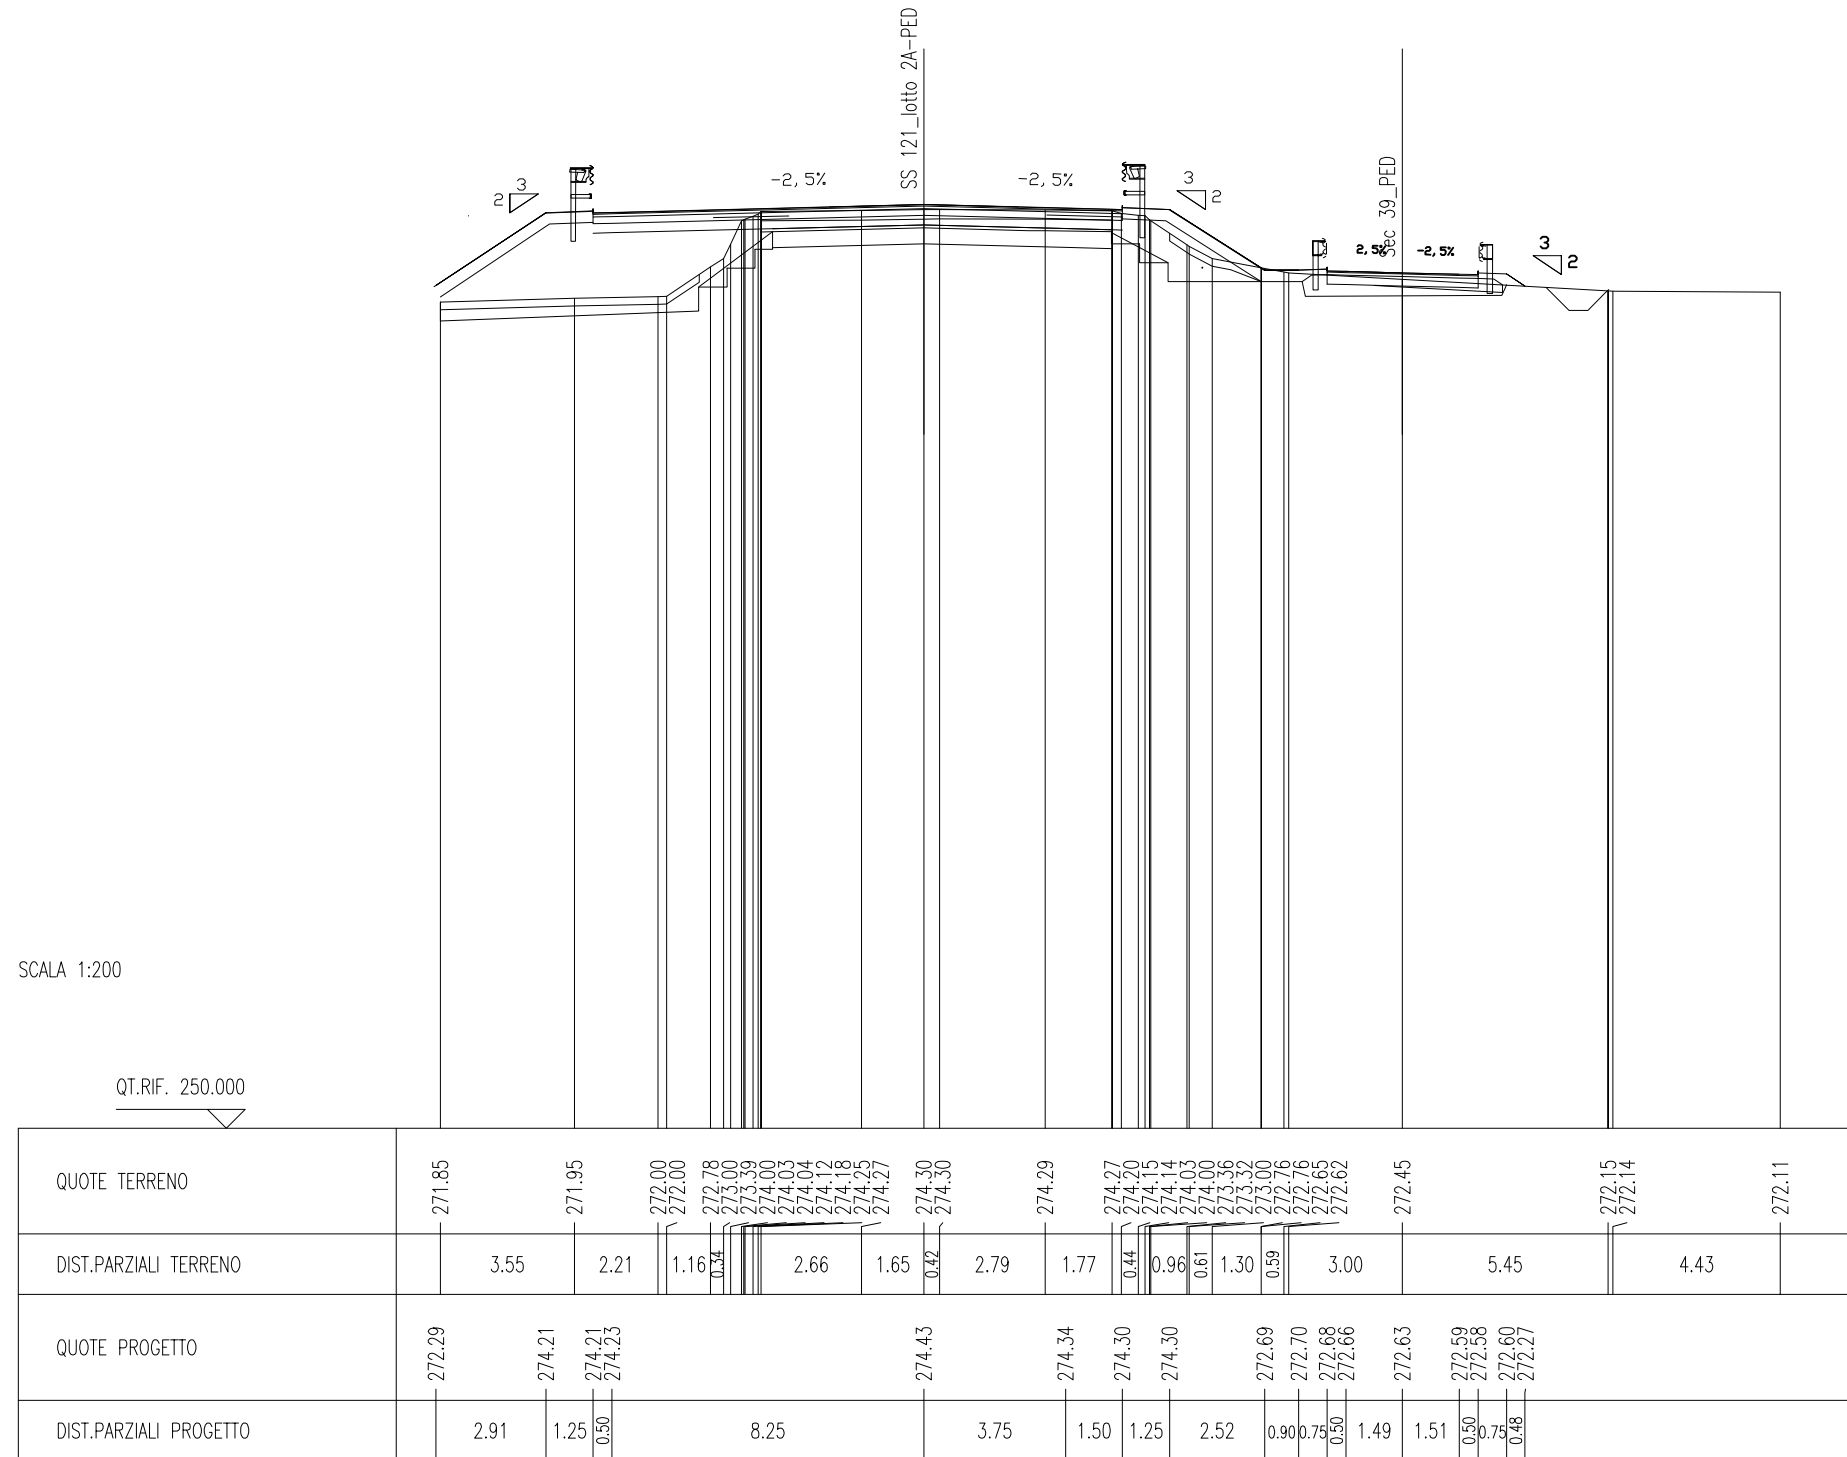 SS 121_lotto 2A-PED
Sec 39_PED
3
2
-2,5%
-2,5%
3
2
2,5%
-2,5%
3
2
SCALA 1:200
QT.RIF. 250.000
QUOTE TERRENO
271.85 271.95 272.00 272.00 272.78 273.00 273.39 274.00 274.03 274.04 274.12 274.18 274.25 274.27 274.30 274.30 274.29 274.27 274.20 274.15 274.14 274.03 274.00 273.36 273.32 273.00 272.76 272.76 272.65 272.62 272.45 272.15 272.14 272.11
DIST.PARZIALI TERRENO
3.55 2.21 1.16 0.34 2.66 1.65 0.42 2.79 1.77 0.44 0.96 0.61 1.30 0.59 3.00 5.45 4.43
QUOTE PROGETTO
272.29 274.21 274.21 274.23 274.43 274.34 274.30 274.30 272.69 272.70 272.68 272.66 272.63 272.59 272.58 272.60 272.27
DIST.PARZIALI PROGETTO
2.91 1.25 0.50 8.25 3.75 1.50 1.25 2.52 0.90 0.75 0.50 1.49 1.51 0.50 0.75 0.48